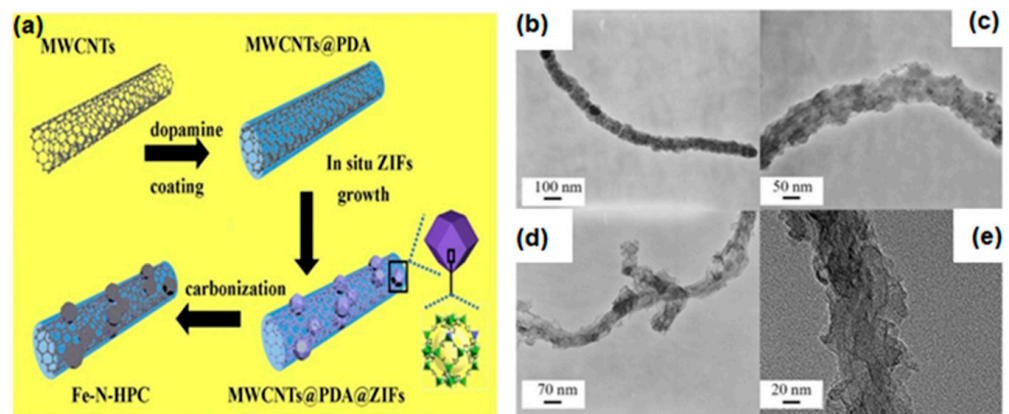 (a)
MWCNTs
MWCNTs@PDA
dopamine
coating
In situ ZIFs
growth
carbonization
Fe-N-HPC
MWCNTs@PDA@ZIFs
(b)
100 nm
(c)
50 nm
(d)
70 nm
(e)
20 nm